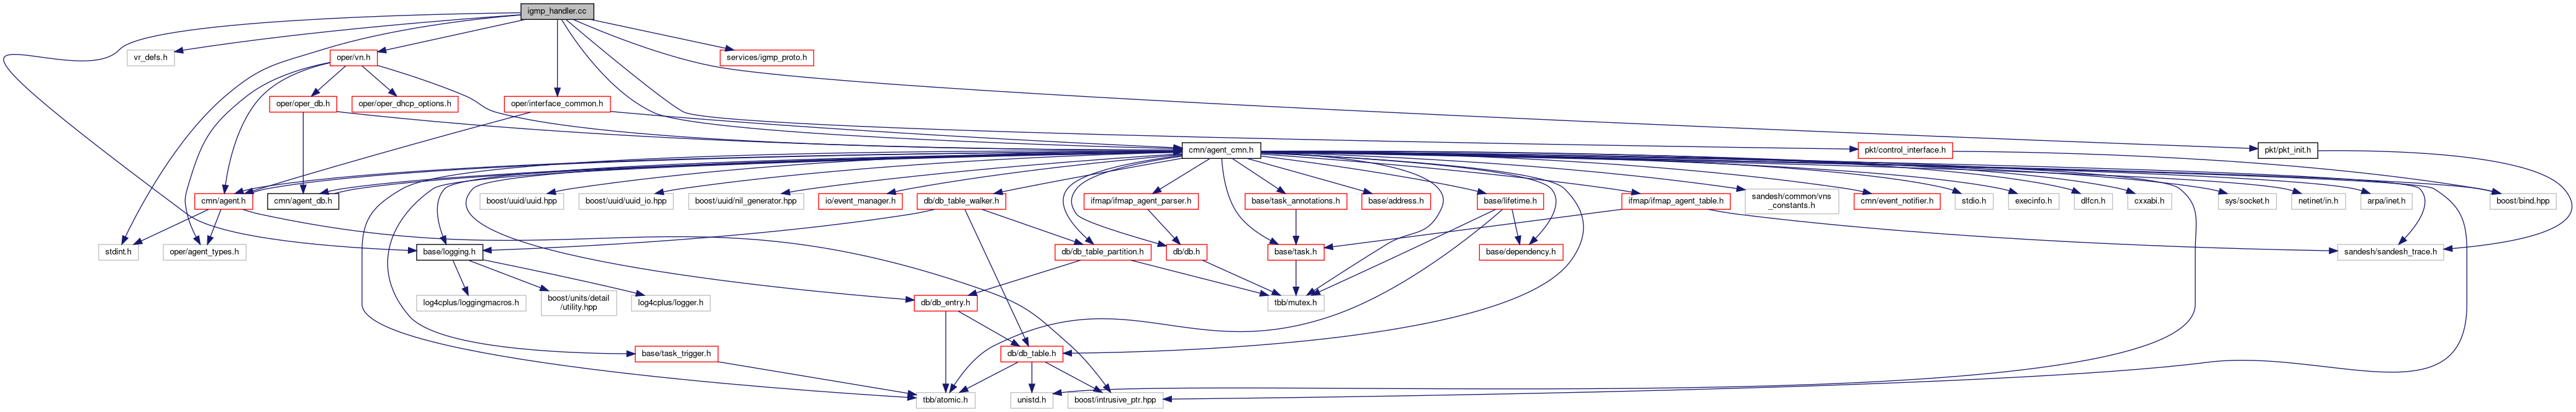 igmp_handler.cc
vr_defs.h
oper/vn.h
services/igmp_proto.h
oper/oper_db.h
oper/oper_dhcp_options.h
oper/interface_common.h
cmn/agent_cmn.h
pkt/control_interface.h
pkt/pkt_init.h
cmn/agent.h
cmn/agent_db.h
boost/uuid/uuid.hpp
boost/uuid/uuid_io.hpp
boost/uuid/nil_generator.hpp
io/event_manager.h
db/db_table_walker.h
ifmap/ifmap_agent_parser.h
base/task_annotations.h
base/address.h
base/lifetime.h
ifmap/ifmap_agent_table.h
sandesh/common/vns
_constants.h
cmn/event_notifier.h
stdio.h
execinfo.h
dlfcn.h
cxxabi.h
sys/socket.h
netinet/in.h
arpa/inet.h
boost/bind.hpp
stdint.h
oper/agent_types.h
base/logging.h
db/db_table_partition.h
db/db.h
base/task.h
base/dependency.h
sandesh/sandesh_trace.h
log4cplus/loggingmacros.h
boost/units/detail
/utility.hpp
log4cplus/logger.h
db/db_entry.h
tbb/mutex.h
base/task_trigger.h
db/db_table.h
tbb/atomic.h
unistd.h
boost/intrusive_ptr.hpp